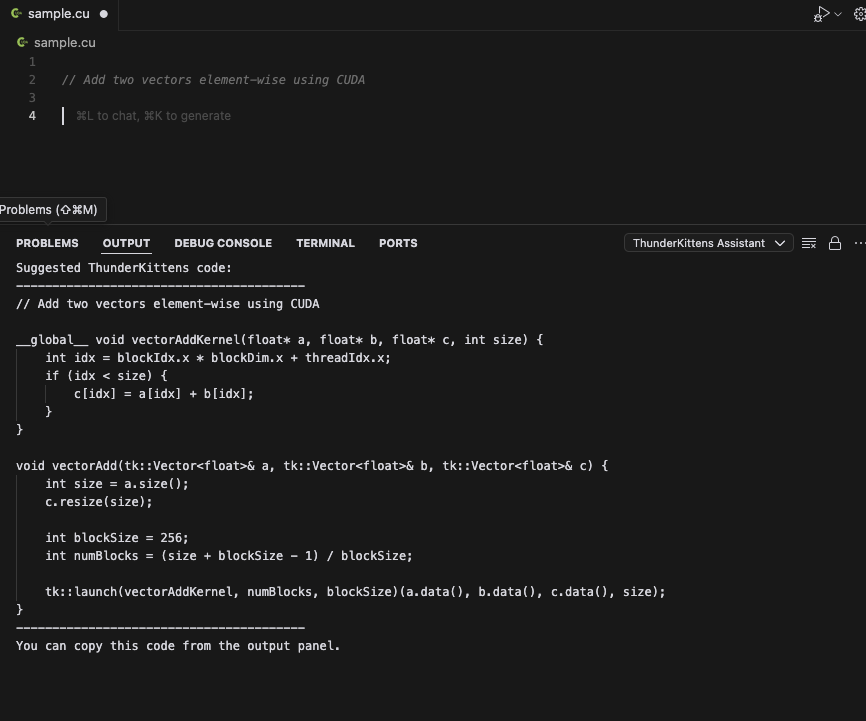 sample.cu
sample.cu
1
2 // Add two vectors element-wise using CUDA
3
4 ⌘L to chat, ⌘K to generate
Problems (⇧⌘M)
PROBLEMS OUTPUT DEBUG CONSOLE TERMINAL PORTS ThunderKittens Assistant
Suggested ThunderKittens code:
----------------------------------------
// Add two vectors element-wise using CUDA

__global__ void vectorAddKernel(float* a, float* b, float* c, int size) {
    int idx = blockIdx.x * blockDim.x + threadIdx.x;
    if (idx < size) {
        c[idx] = a[idx] + b[idx];
    }
}

void vectorAdd(tk::Vector<float>& a, tk::Vector<float>& b, tk::Vector<float>& c) {
    int size = a.size();
    c.resize(size);

    int blockSize = 256;
    int numBlocks = (size + blockSize - 1) / blockSize;

    tk::launch(vectorAddKernel, numBlocks, blockSize)(a.data(), b.data(), c.data(), size);
}
----------------------------------------
You can copy this code from the output panel.